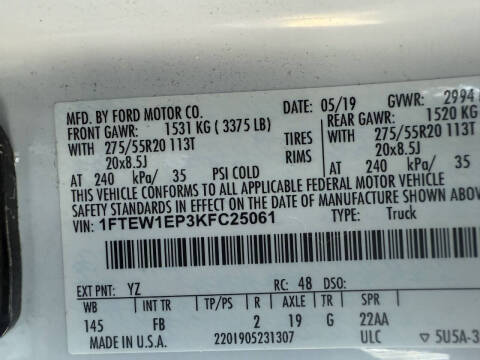 MFD. BY FORD MOTOR CO. DATE: 05/19 GVWR: 2994
FRONT GAWR: 1531 KG ( 3375 LB) REAR GAWR: 1520 KG
WITH 275/55R20 113T TIRES WITH 275/55R20 113T
20x8.5J RIMS 20x8.5J
AT 240 kPa/ 35 PSI COLD AT 240 kPa/ 35
THIS VEHICLE CONFORMS TO ALL APPLICABLE FEDERAL MOTOR VEHICLE
SAFETY STANDARDS IN EFFECT ON THE DATE OF MANUFACTURE SHOWN ABOVE
VIN: 1FTEW1EP3KFC25061 TYPE: Truck
EXT PNT: YZ RC: 48 DSO:
WB INT TR TP/PS R AXLE TR SPR
145 FB 2 19 G 22AA
MADE IN U.S.A. 2201905231307 ULC ▽ 5U5A-3